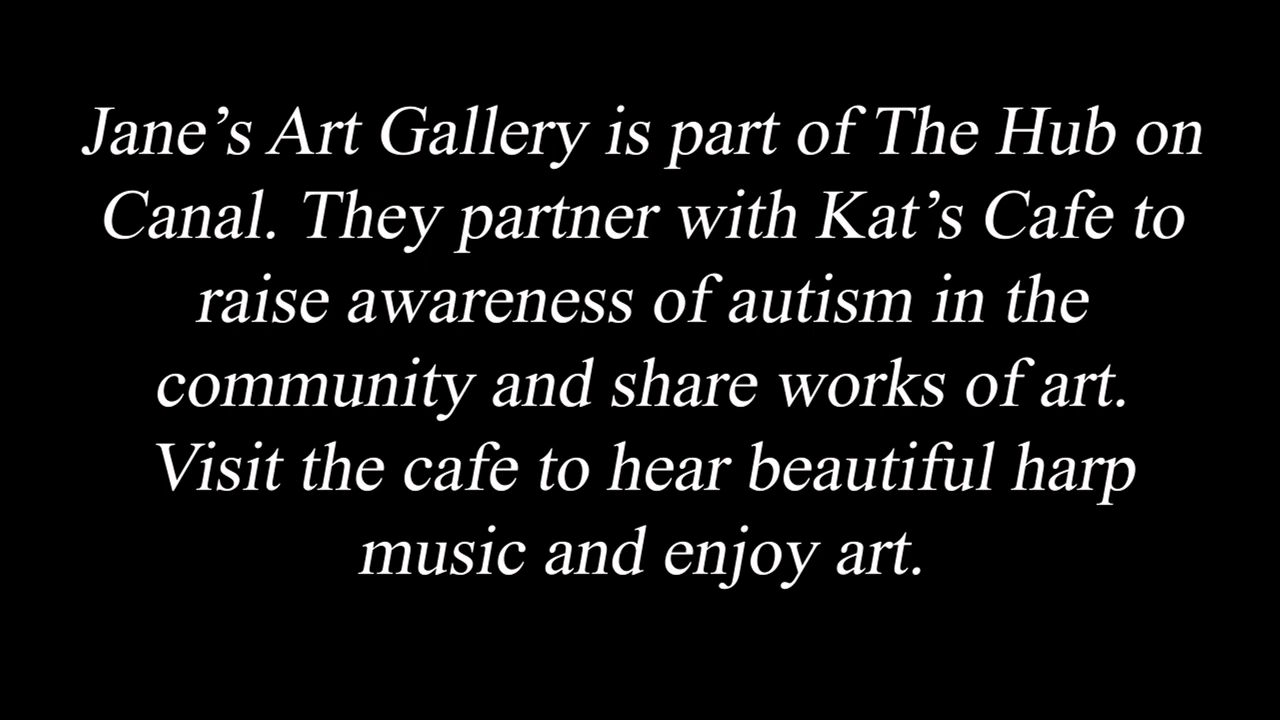 Jane’s Art Gallery is part of The Hub on
Canal. They partner with Kat’s Cafe to
raise awareness of autism in the
community and share works of art.
Visit the cafe to hear beautiful harp
music and enjoy art.